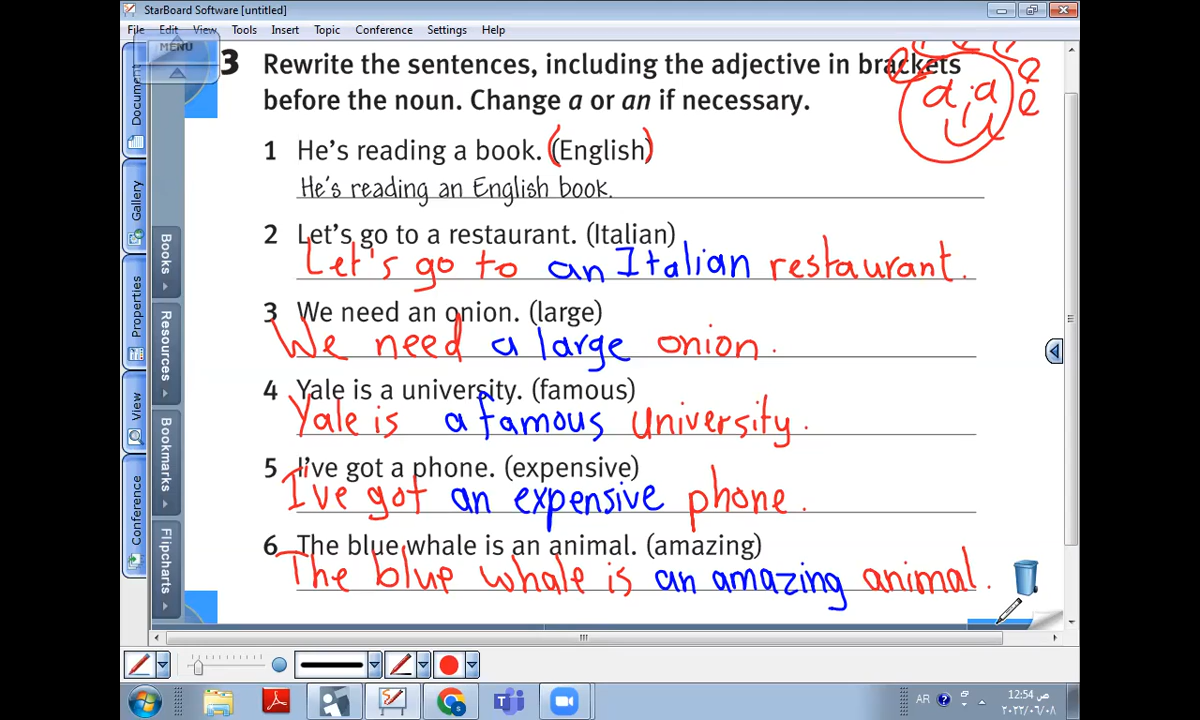 StarBoard Software [untitled]
File Edit View Tools Insert Topic Conference Settings Help
MENU
Document
Gallery
Properties
View
Conference
Books
Resources
Bookmarks
Flipcharts
3 Rewrite the sentences, including the adjective in brackets
before the noun. Change a or an if necessary.
a, a
e
e
1 He's reading a book. (English)
He's reading an English book.
2 Let's go to a restaurant. (Italian)
Let's go to an Italian restaurant.
3 We need an onion. (large)
We need a large onion.
4 Yale is a university. (famous)
Yale is a famous university.
5 I've got a phone. (expensive)
I've got an expensive phone.
6 The blue whale is an animal. (amazing)
The blue whale is an amazing animal.
AR
12:54 ص
٢٠٢٢/٠٦/٠٨